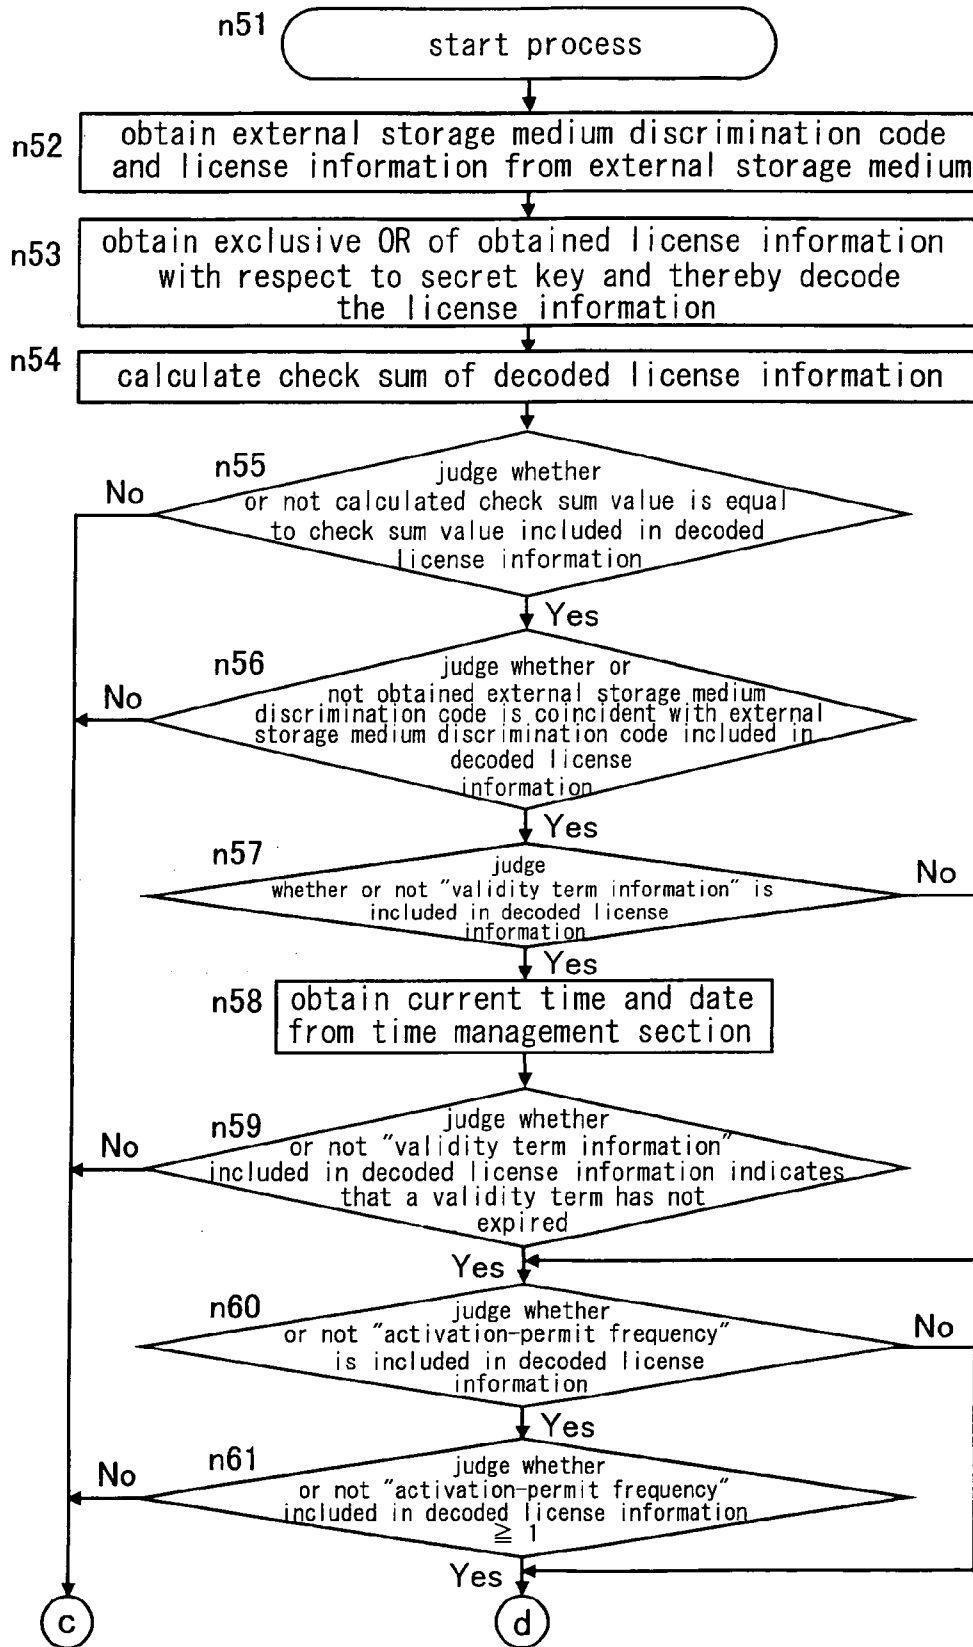 n51
start process
n52
obtain external storage medium discrimination code
and license information from external storage medium
n53
obtain exclusive OR of obtained license information
with respect to secret key and thereby decode
the license information
n54
calculate check sum of decoded license information
n55
No
judge whether
or not calculated check sum value is equal
to check sum value included in decoded
license information
Yes
n56
No
judge whether or
not obtained external storage medium
discrimination code is coincident with external
storage medium discrimination code included in
decoded license
information
Yes
n57
No
judge
whether or not "validity term information" is
included in decoded license
information
Yes
n58
obtain current time and date
from time management section
n59
No
judge whether
or not "validity term information"
included in decoded license information indicates
that a validity term has not
expired
Yes
n60
No
judge whether
or not "activation-permit frequency"
is included in decoded license
information
Yes
n61
No
judge whether
or not "activation-permit frequency"
included in decoded license information
≧ 1
Yes
c
d